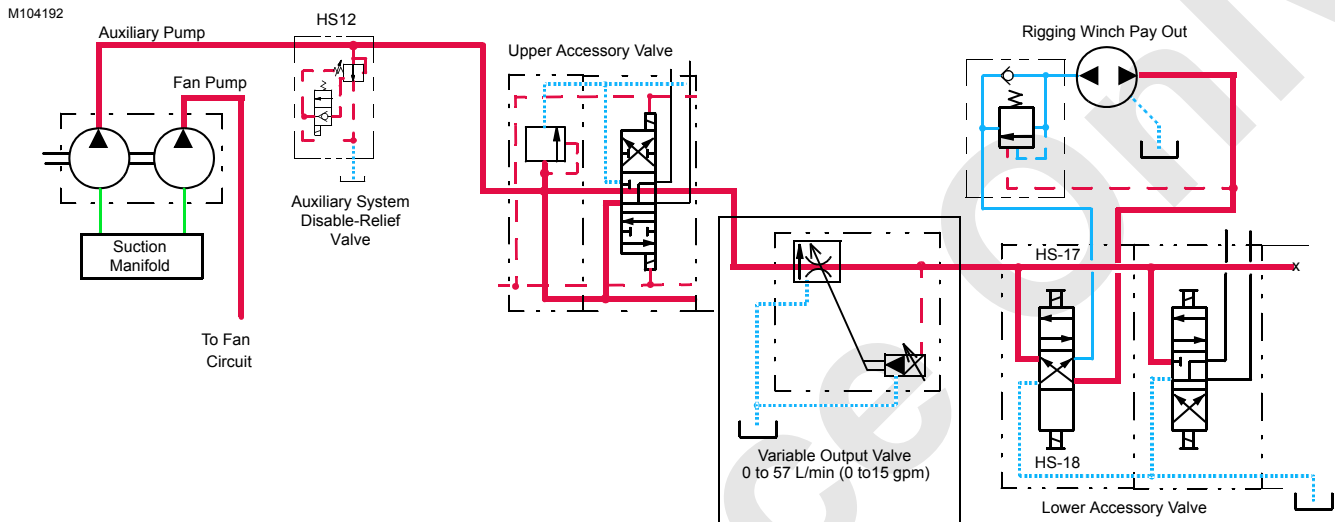 M104192
HS12
Auxiliary Pump
Fan Pump
Suction
Manifold
To Fan
Circuit
Auxiliary System
Disable-Relief
Valve
Upper Accessory Valve
Rigging Winch Pay Out
Variable Output Valve
0 to 57 L/min (0 to15 gpm)
HS-17
HS-18
x
Lower Accessory Valve